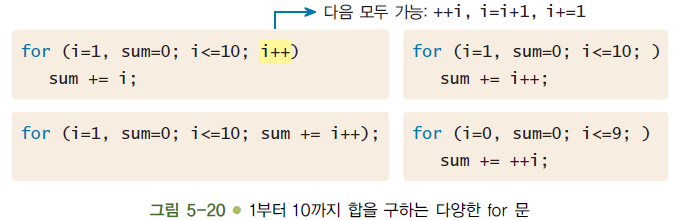 다음 모두 가능: ++i, i=i+1, i+=1
for (i=1, sum=0; i<=10; i++)
sum += i;
for (i=1, sum=0; i<=10; )
sum += i++;
for (i=1, sum=0; i<=10; sum += i++);
for (i=0, sum=0; i<=9; )
sum += ++i;
그림 5-20 ● 1부터 10까지 합을 구하는 다양한 for 문